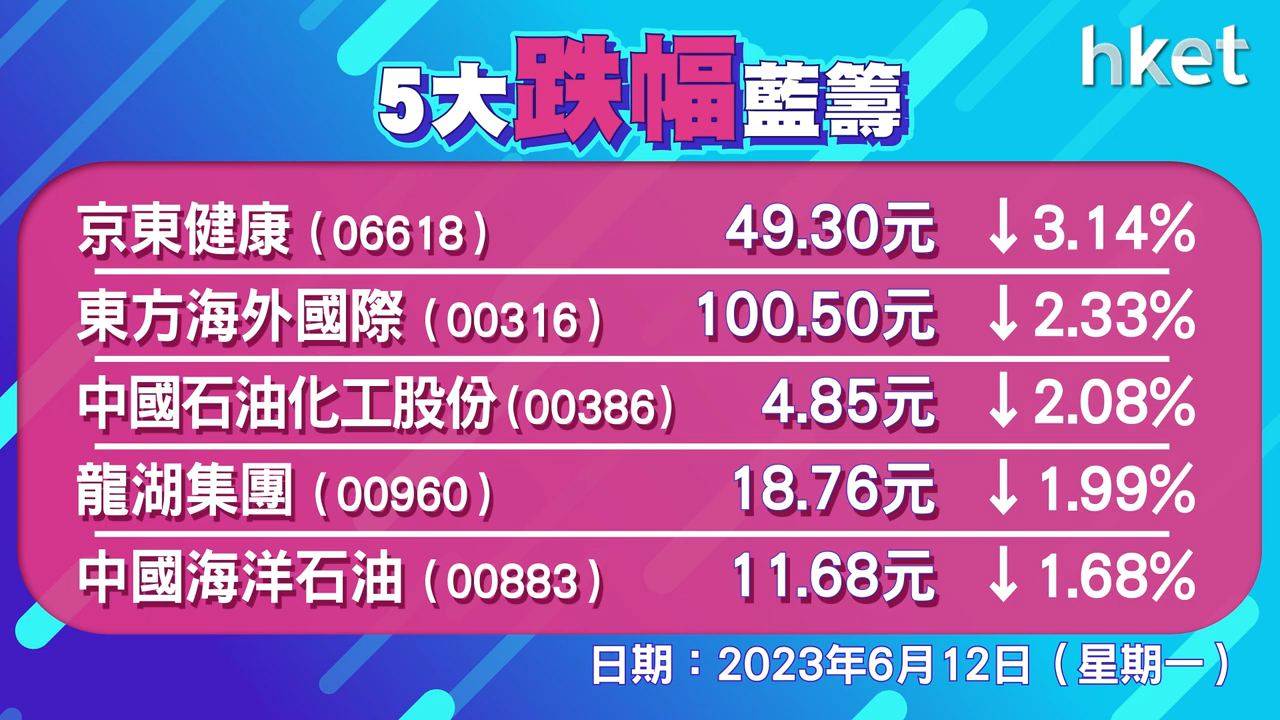 hket
5大跌幅藍籌
京東健康（06618） 49.30元 ↓3.14%
東方海外國際（00316） 100.50元 ↓2.33%
中國石油化工股份(00386) 4.85元 ↓2.08%
龍湖集團（00960） 18.76元 ↓1.99%
中國海洋石油（00883） 11.68元 ↓1.68%
日期：2023年6月12日（星期一）